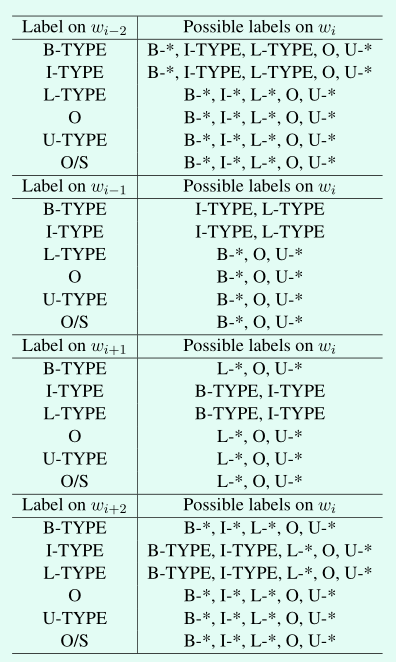 Label on w_{i−2} Possible labels on w_i
B-TYPE B-*, I-TYPE, L-TYPE, O, U-*
I-TYPE B-*, I-TYPE, L-TYPE, O, U-*
L-TYPE B-*, I-*, L-*, O, U-*
O B-*, I-*, L-*, O, U-*
U-TYPE B-*, I-*, L-*, O, U-*
O/S B-*, I-*, L-*, O, U-*
Label on w_{i−1} Possible labels on w_i
B-TYPE I-TYPE, L-TYPE
I-TYPE I-TYPE, L-TYPE
L-TYPE B-*, O, U-*
O B-*, O, U-*
U-TYPE B-*, O, U-*
O/S B-*, O, U-*
Label on w_{i+1} Possible labels on w_i
B-TYPE L-*, O, U-*
I-TYPE B-TYPE, I-TYPE
L-TYPE B-TYPE, I-TYPE
O L-*, O, U-*
U-TYPE L-*, O, U-*
O/S L-*, O, U-*
Label on w_{i+2} Possible labels on w_i
B-TYPE B-*, I-*, L-*, O, U-*
I-TYPE B-TYPE, I-TYPE, L-*, O, U-*
L-TYPE B-TYPE, I-TYPE, L-*, O, U-*
O B-*, I-*, L-*, O, U-*
U-TYPE B-*, I-*, L-*, O, U-*
O/S B-*, I-*, L-*, O, U-*